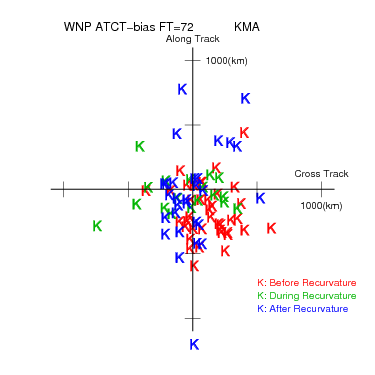 WNP ATCT-bias FT=72 KMA
Along Track
1000(km)
Cross Track
1000(km)
K: Before Recurvature
K: During Recurvature
K: After Recurvature